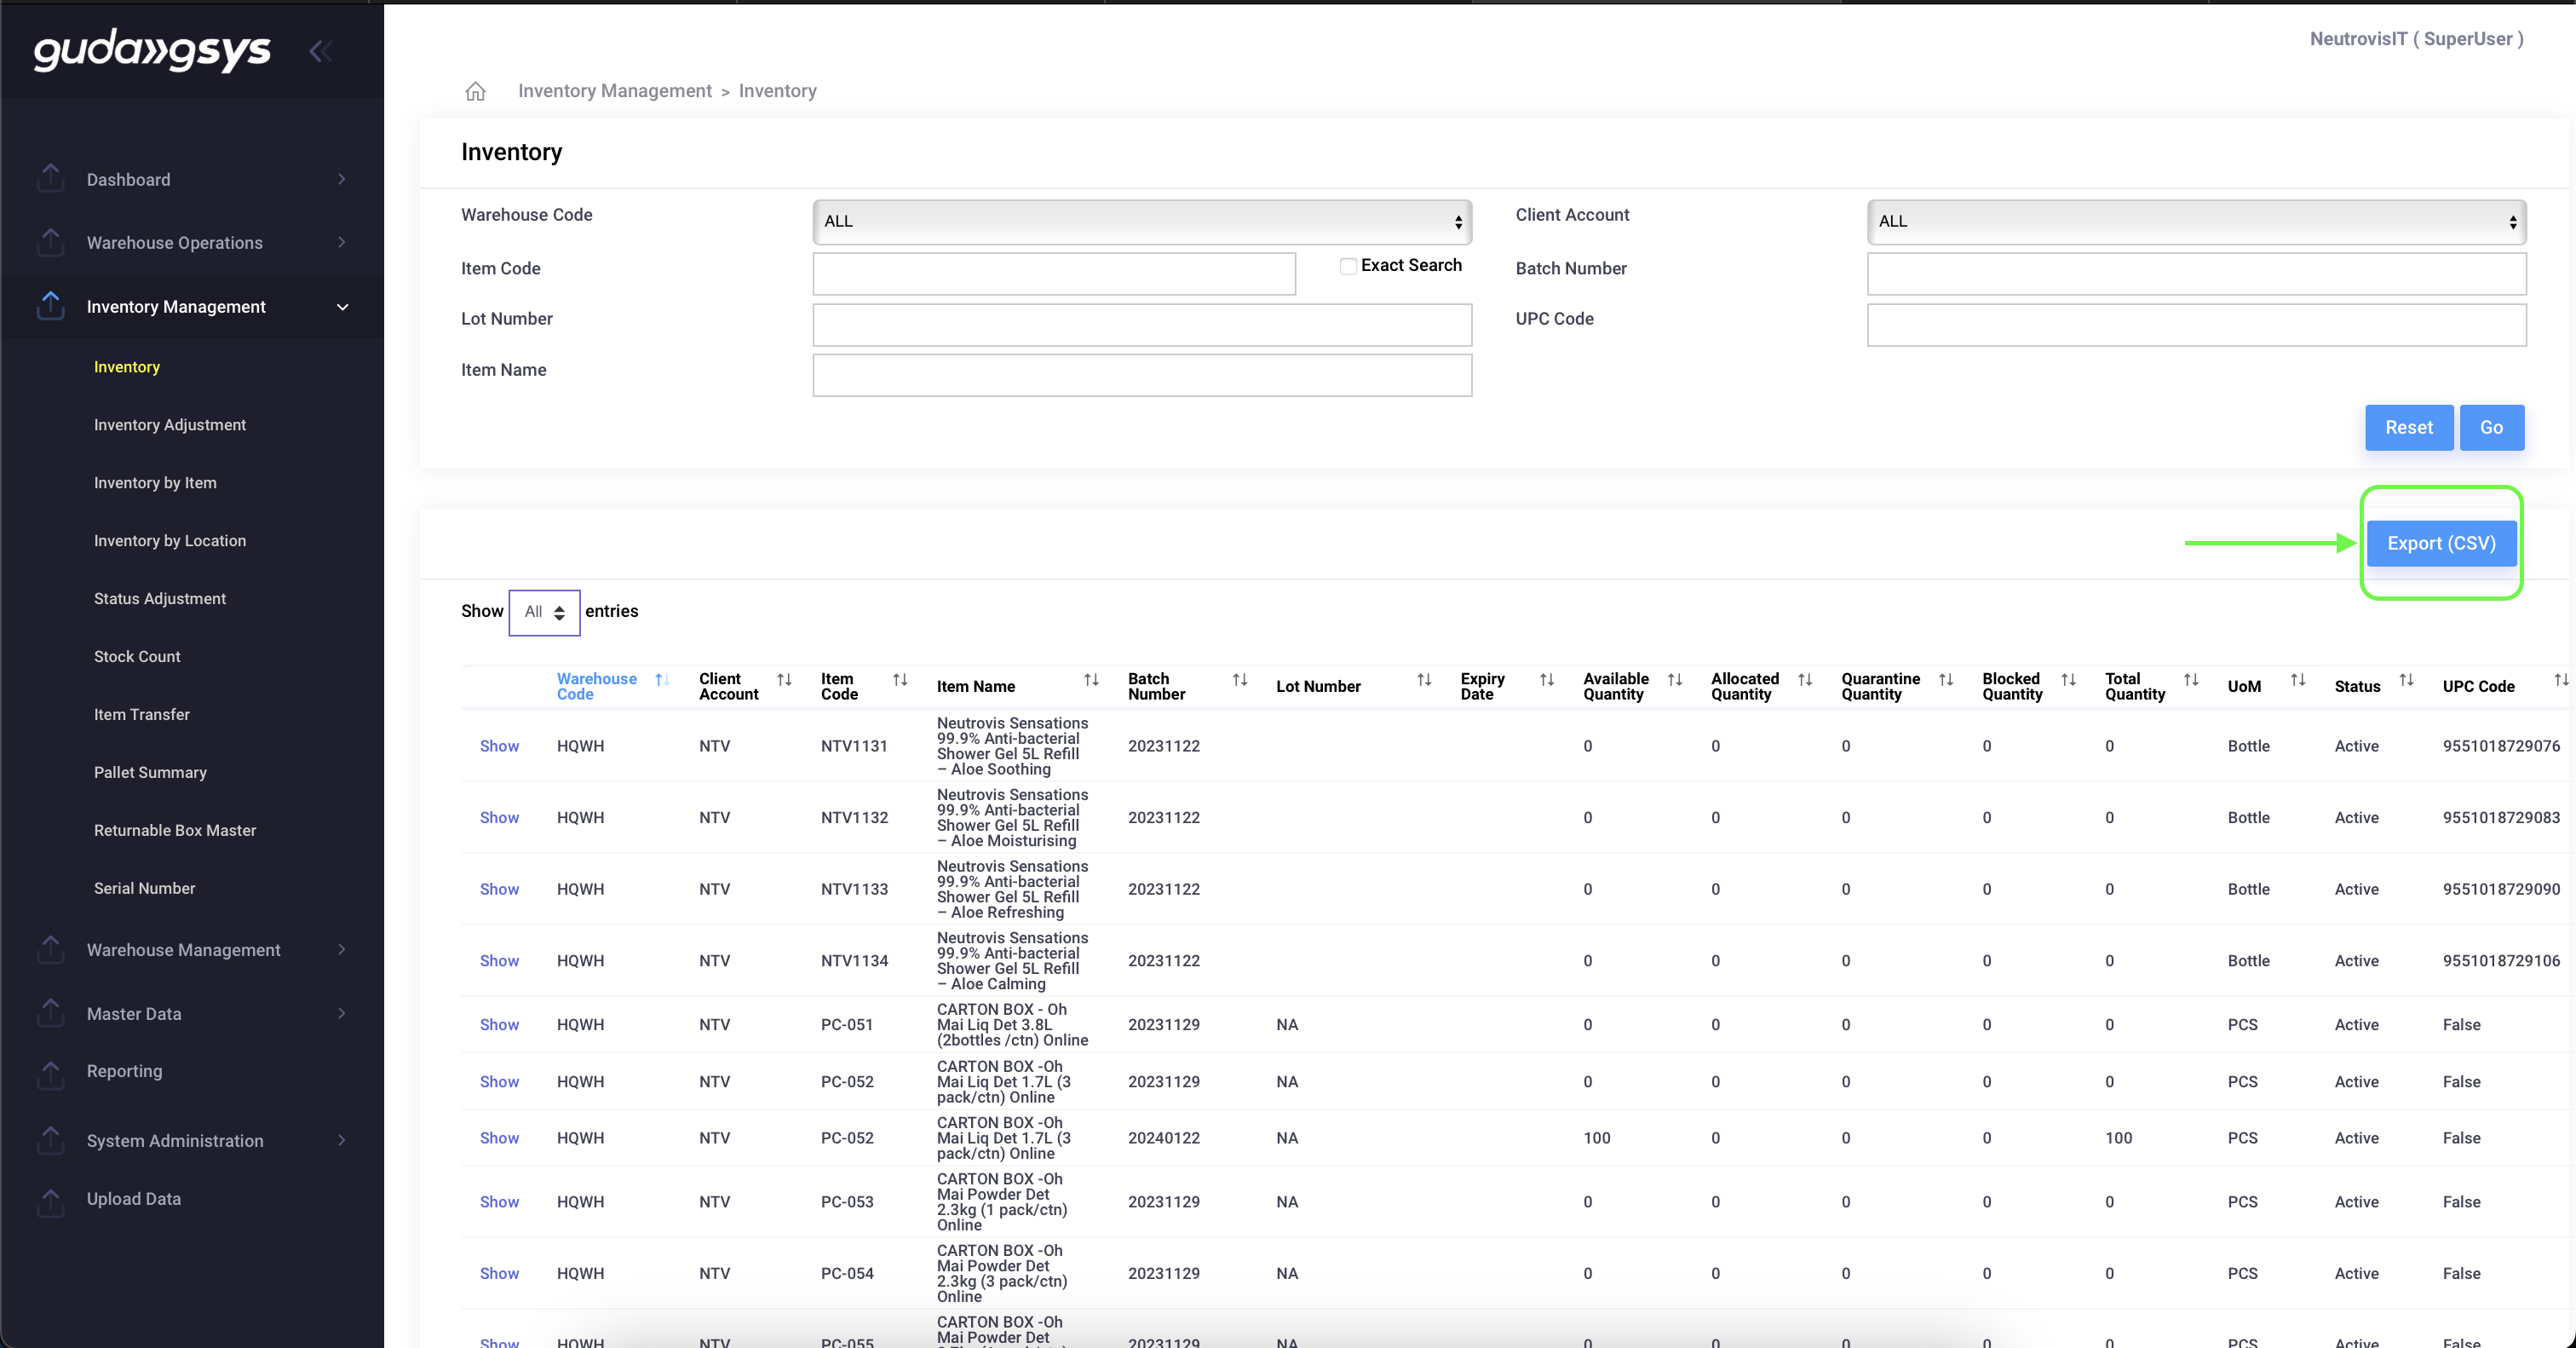 guda»gsys
NeutrovisIT ( SuperUser )
Inventory Management > Inventory
Dashboard
Warehouse Operations
Inventory Management
Inventory
Inventory Adjustment
Inventory by Item
Inventory by Location
Status Adjustment
Stock Count
Item Transfer
Pallet Summary
Returnable Box Master
Serial Number
Warehouse Management
Master Data
Reporting
System Administration
Upload Data
Inventory
Warehouse Code ALL Client Account ALL
Item Code Exact Search Batch Number
Lot Number UPC Code
Item Name
Reset Go
Export (CSV)
Show All entries
Warehouse Client Item Item Name Batch Lot Number Expiry Available Allocated Quarantine Blocked Total UoM Status UPC Code
Code Account Code Number Date Quantity Quantity Quantity Quantity Quantity
Neutrovis Sensations
99.9% Anti-bacterial
Show HQWH NTV NTV1131 Shower Gel 5L Refill 20231122 0 0 0 0 0 Bottle Active 9551018729076
– Aloe Soothing
Neutrovis Sensations
99.9% Anti-bacterial
Show HQWH NTV NTV1132 Shower Gel 5L Refill 20231122 0 0 0 0 0 Bottle Active 9551018729083
– Aloe Moisturising
Neutrovis Sensations
99.9% Anti-bacterial
Show HQWH NTV NTV1133 Shower Gel 5L Refill 20231122 0 0 0 0 0 Bottle Active 9551018729090
– Aloe Refreshing
Neutrovis Sensations
99.9% Anti-bacterial
Show HQWH NTV NTV1134 Shower Gel 5L Refill 20231122 0 0 0 0 0 Bottle Active 9551018729106
– Aloe Calming
CARTON BOX - Oh
Show HQWH NTV PC-051 Mai Liq Det 3.8L 20231129 NA 0 0 0 0 0 PCS Active False
(2bottles /ctn) Online
CARTON BOX -Oh
Show HQWH NTV PC-052 Mai Liq Det 1.7L (3 20231129 NA 0 0 0 0 0 PCS Active False
pack/ctn) Online
CARTON BOX -Oh
Show HQWH NTV PC-052 Mai Liq Det 1.7L (3 20240122 NA 100 0 0 0 100 PCS Active False
pack/ctn) Online
CARTON BOX -Oh
Mai Powder Det
Show HQWH NTV PC-053 2.3kg (1 pack/ctn) 20231129 NA 0 0 0 0 0 PCS Active False
Online
CARTON BOX -Oh
Mai Powder Det
Show HQWH NTV PC-054 2.3kg (3 pack/ctn) 20231129 NA 0 0 0 0 0 PCS Active False
Online
CARTON BOX -Oh
Mai Powder Det
Show HQWH NTV PC-055 20231129 NA 0 0 0 0 0 PCS Active False